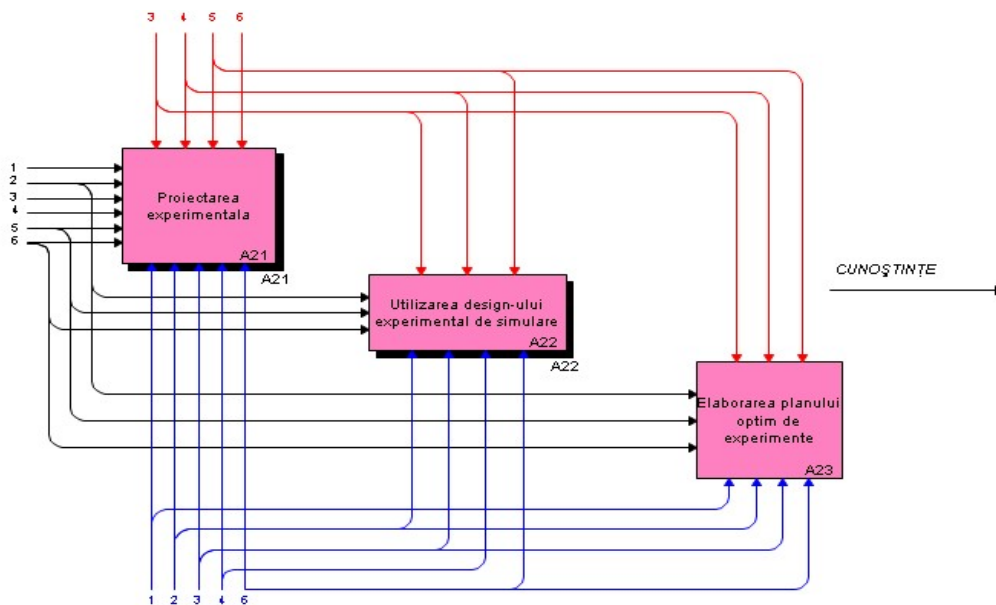 3 4 5 6
1
2
3
4
5
6
Proiectarea
experimentala
A21
A21
CUNOŞTINŢE
Utilizarea design-ului
experimental de simulare
A22
A22
Elaborarea planului
optim de
experimente
A23
1 2 3 4 6